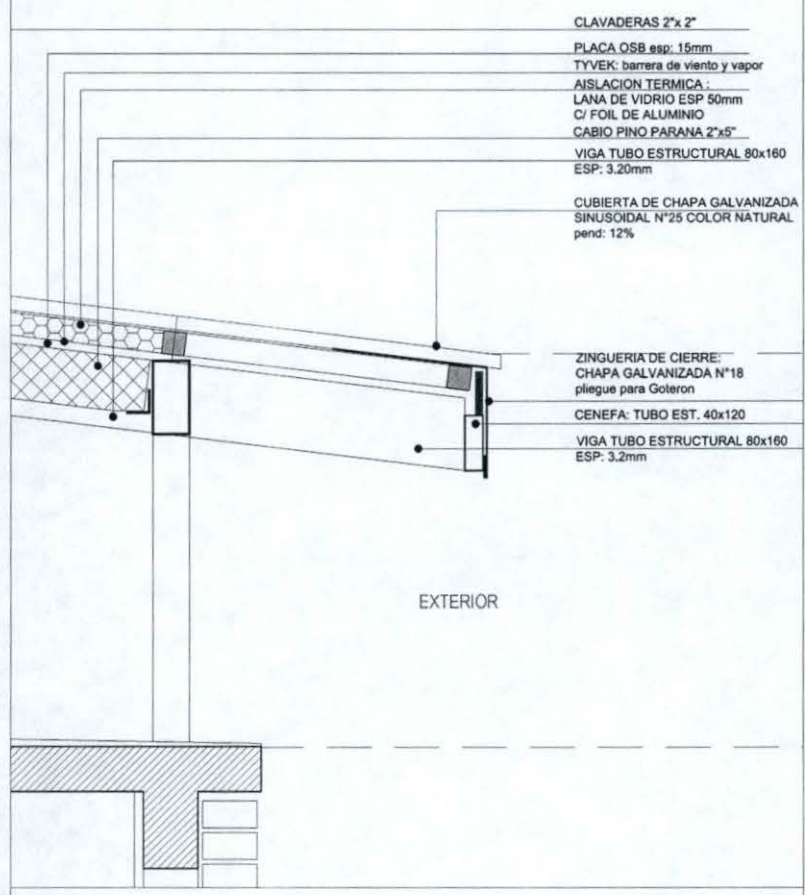 CLAVADERAS 2"x 2"
PLACA OSB esp: 15mm
TYVEK: barrera de viento y vapor
AISLACION TERMICA :
LANA DE VIDRIO ESP 50mm
C/ FOIL DE ALUMINIO
CABIO PINO PARANA 2"x5"
VIGA TUBO ESTRUCTURAL 80x160
ESP: 3.20mm
CUBIERTA DE CHAPA GALVANIZADA
SINUSOIDAL N°25 COLOR NATURAL
pend: 12%
ZINGUERIA DE CIERRE:
CHAPA GALVANIZADA N°18
pliegue para Goteron
CENEFA: TUBO EST. 40x120
VIGA TUBO ESTRUCTURAL 80x160
ESP: 3.2mm
EXTERIOR